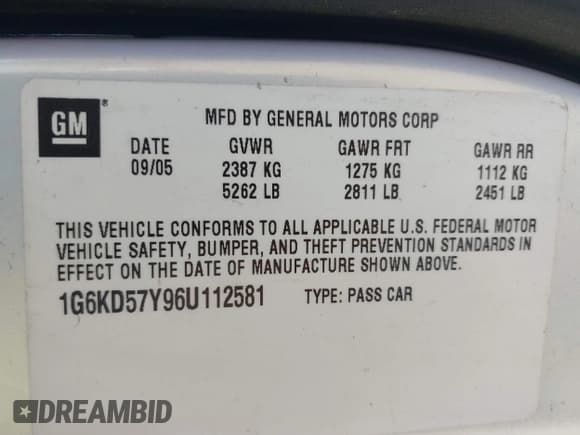 GM ®
MFD BY GENERAL MOTORS CORP
DATE GVWR GAWR FRT GAWR RR
09/05 2387 KG 1275 KG 1112 KG
5262 LB 2811 LB 2451 LB
THIS VEHICLE CONFORMS TO ALL APPLICABLE U.S. FEDERAL MOTOR
VEHICLE SAFETY, BUMPER, AND THEFT PREVENTION STANDARDS IN
EFFECT ON THE DATE OF MANUFACTURE SHOWN ABOVE.
1G6KD57Y96U112581 TYPE: PASS CAR
DREAMBID